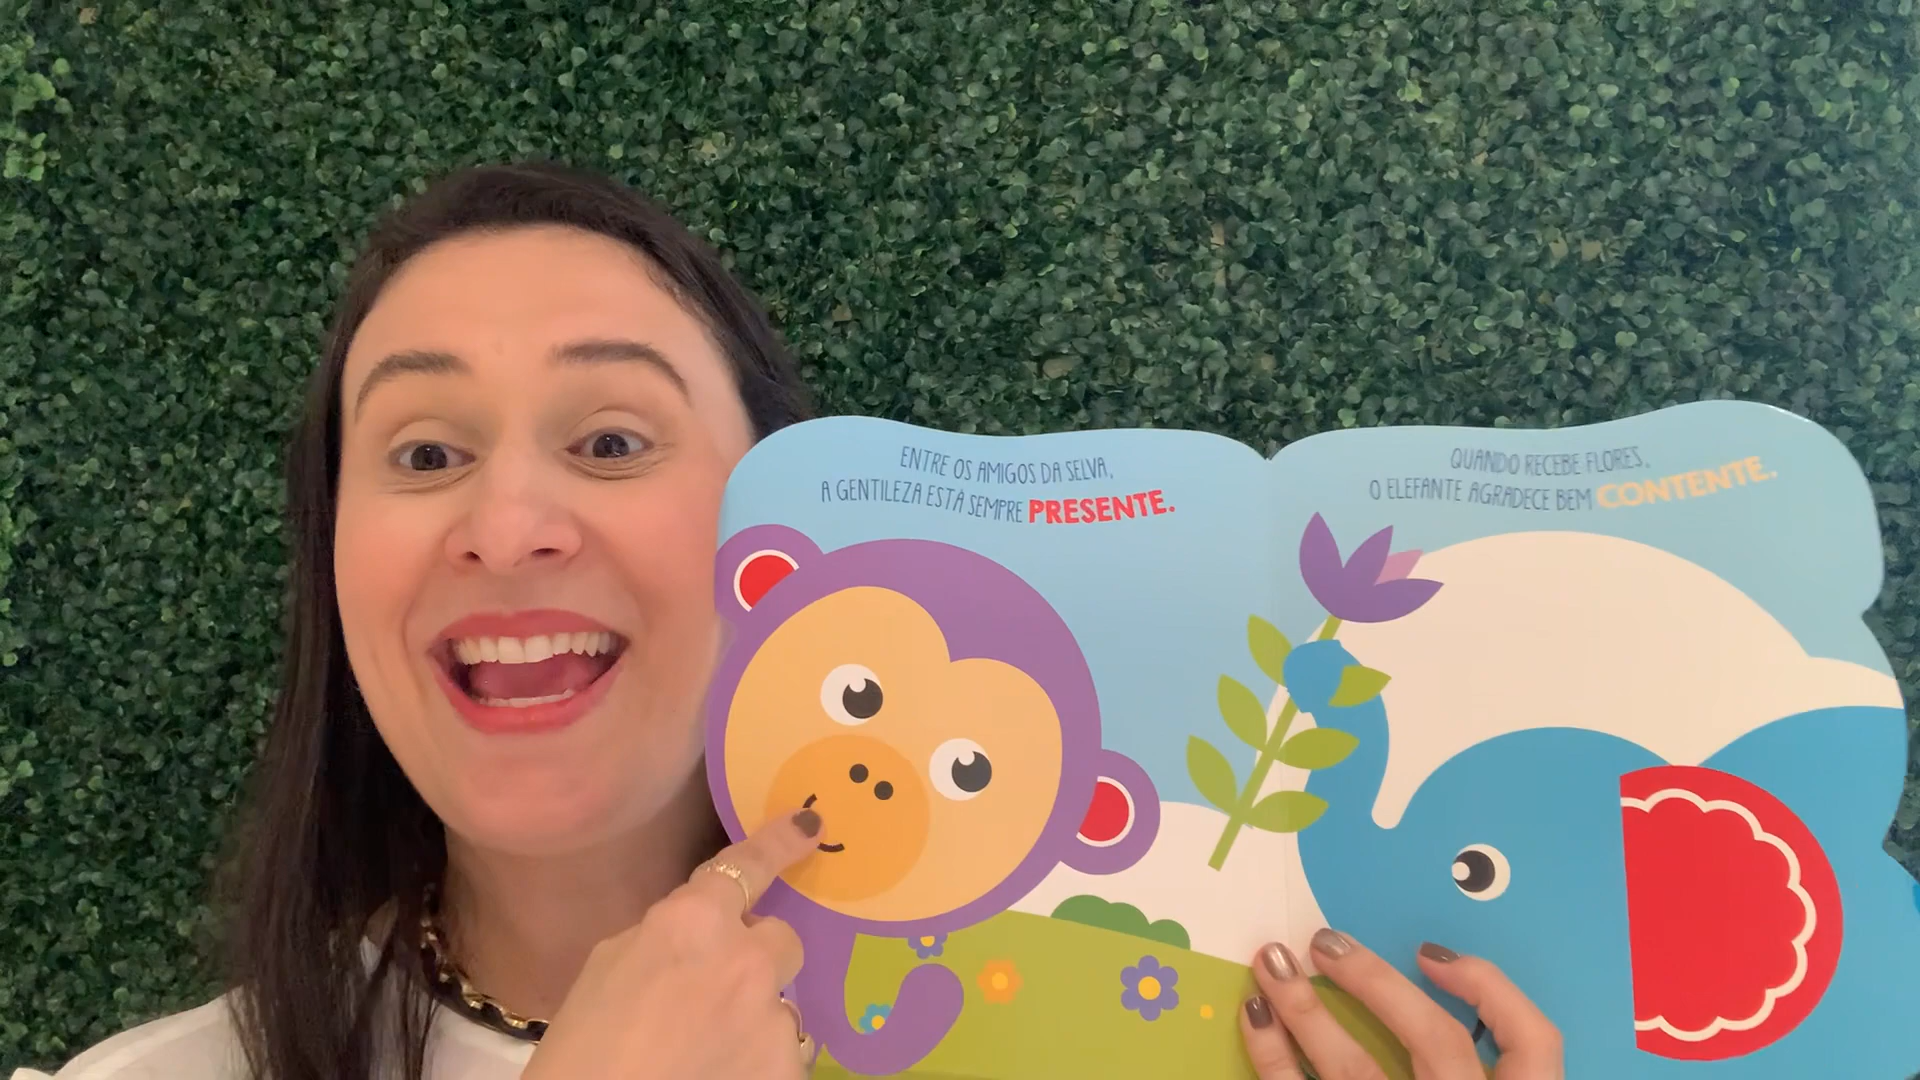 ENTRE OS AMIGOS DA SELVA,
A GENTILEZA ESTÁ SEMPRE PRESENTE.
QUANDO RECEBE FLORES,
O ELEFANTE AGRADECE BEM CONTENTE.